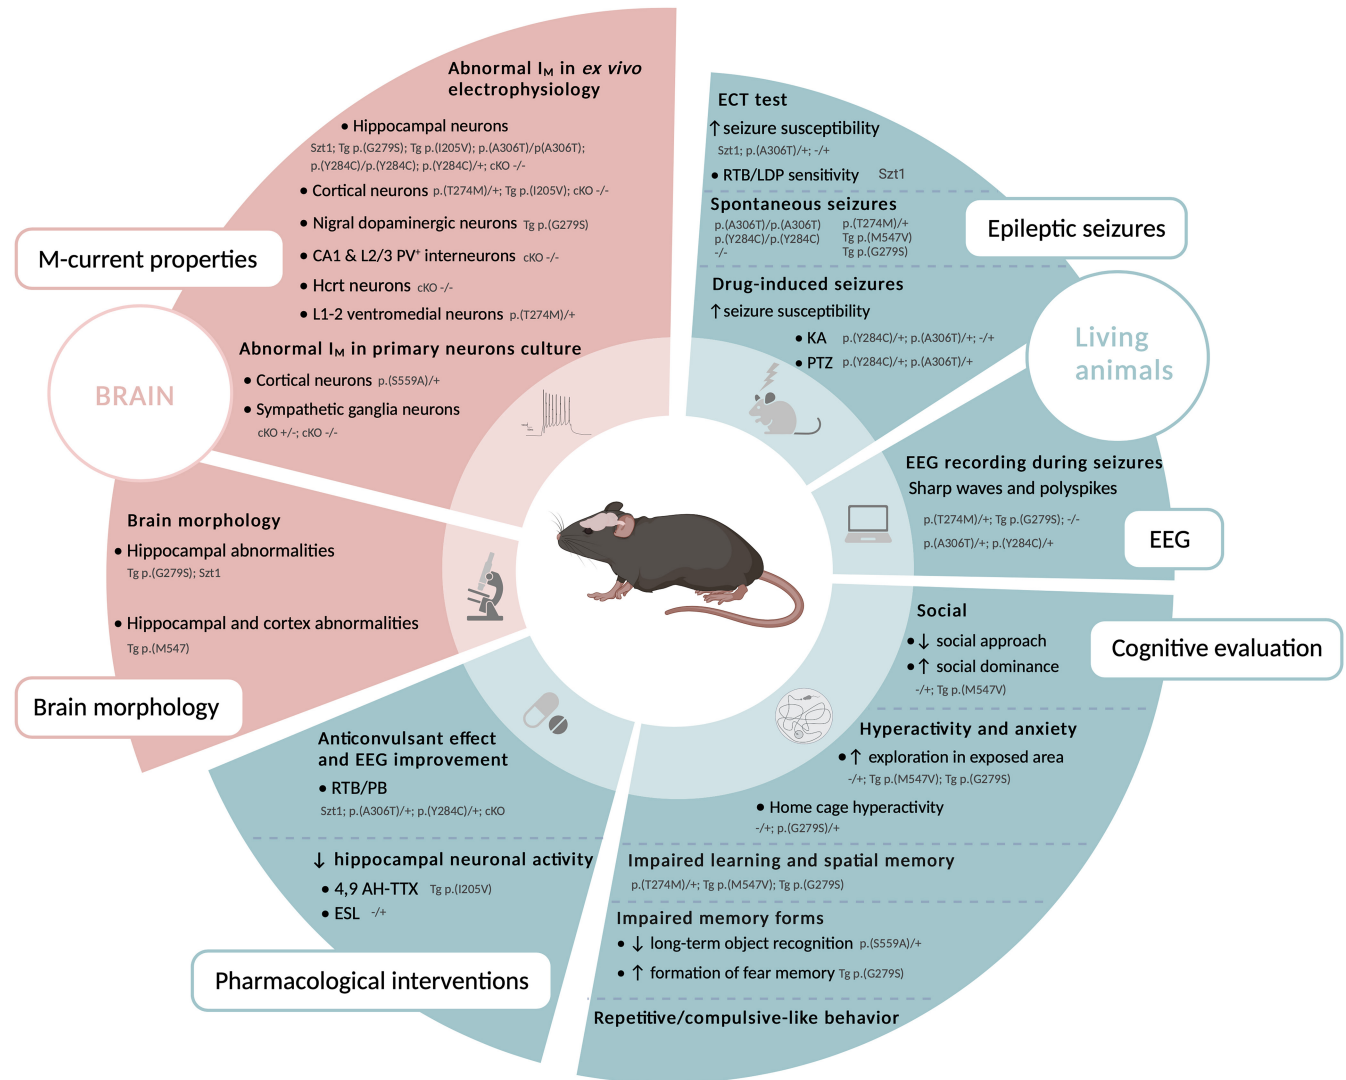 Abnormal IM in ex vivo
electrophysiology
• Hippocampal neurons
Szt1; Tg p.(G279S); Tg p.(I205V); p.(A306T)/p(A306T);
p.(Y284C)/p.(Y284C); p.(Y284C)/+; cKO -/-
• Cortical neurons p.(T274M)/+; Tg p.(I205V); cKO -/-
• Nigral dopaminergic neurons Tg p.(G279S)
• CA1 & L2/3 PV+ interneurons cKO -/-
• Hcrt neurons cKO -/-
• L1-2 ventromedial neurons p.(T274M)/+
Abnormal IM in primary neurons culture
• Cortical neurons p.(S559A)/+
• Sympathetic ganglia neurons
cKO +/-; cKO -/-
M-current properties
BRAIN
Brain morphology
• Hippocampal abnormalities
Tg p.(G279S); Szt1
• Hippocampal and cortex abnormalities
Tg p.(M547)
Brain morphology
ECT test
↑ seizure susceptibility
Szt1; p.(A306T)/+; -/+
• RTB/LDP sensitivity Szt1
Spontaneous seizures
p.(A306T)/p.(A306T) p.(T274M)/+
p.(Y284C)/p.(Y284C) Tg p.(M547V)
-/- Tg p.(G279S)
Drug-induced seizures
↑ seizure susceptibility
• KA p.(Y284C)/+; p.(A306T)/+; -/+
• PTZ p.(Y284C)/+; p.(A306T)/+
Epileptic seizures
Living
animals
EEG recording during seizures
Sharp waves and polyspikes
p.(T274M)/+; Tg p.(G279S); -/-
p.(A306T)/+; p.(Y284C)/+
EEG
Social
• ↓ social approach
• ↑ social dominance
-/+; Tg p.(M547V)
Cognitive evaluation
Hyperactivity and anxiety
• ↑ exploration in exposed area
-/+; Tg p.(M547V); Tg p.(G279S)
• Home cage hyperactivity
-/+; p.(G279S)/+
Impaired learning and spatial memory
p.(T274M)/+; Tg p.(M547V); Tg p.(G279S)
Impaired memory forms
• ↓ long-term object recognition p.(S559A)/+
• ↑ formation of fear memory Tg p.(G279S)
Repetitive/compulsive-like behavior
Anticonvulsant effect
and EEG improvement
• RTB/PB
Szt1; p.(A306T)/+; p.(Y284C)/+; cKO
↓ hippocampal neuronal activity
• 4,9 AH-TTX Tg p.(I205V)
• ESL -/+
Pharmacological interventions